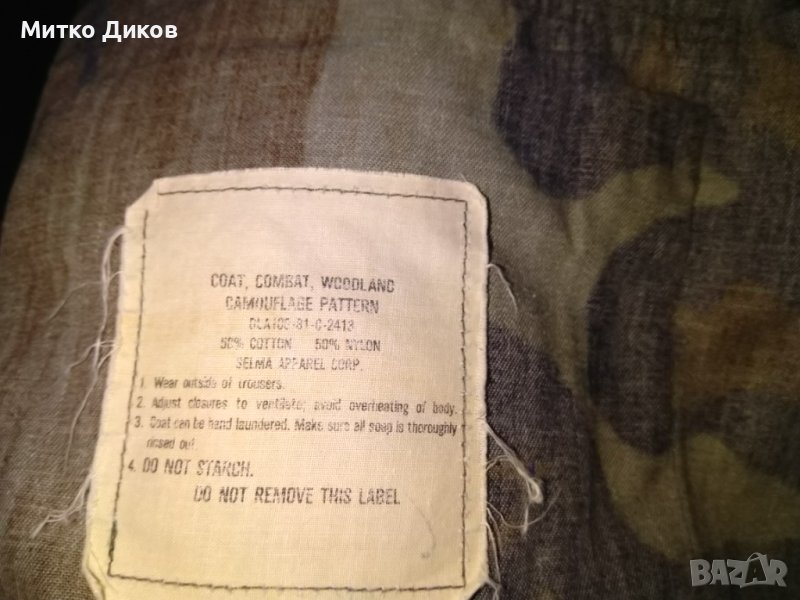 Митко Диков
COAT, COMBAT, WOODLAND
CAMOUFLAGE PATTERN
DLA100-81-C-2413
50% COTTON 50% NYLON
SELMA APPAREL CORP.
1. Wear outside of trousers.
2. Adjust closures to ventilate; avoid overheating of body.
3. Coat can be hand laundered. Make sure all soap is thoroughly
rinsed out.
4. DO NOT STARCH.
DO NOT REMOVE THIS LABEL
BAZAR